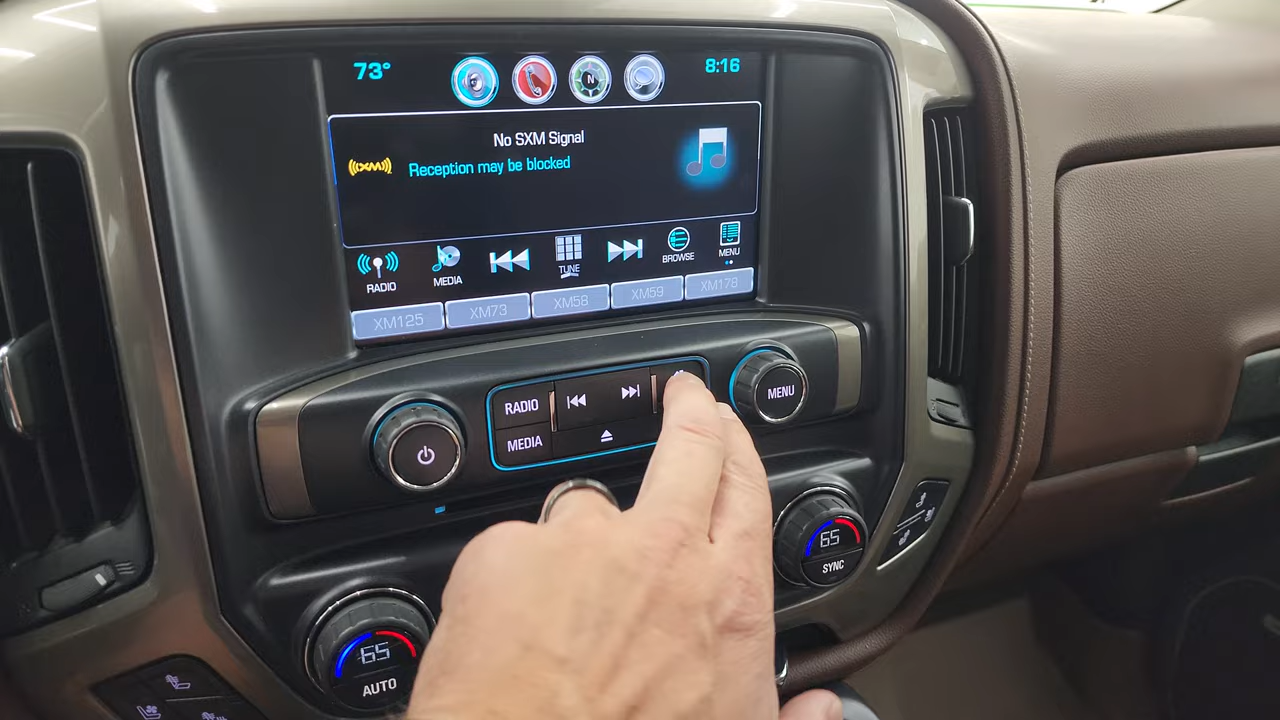 73°
N
8:16
No SXM Signal
((XM))
Reception may be blocked
RADIO
MEDIA
TUNE
BROWSE
MENU
XM125
XM73
XM58
XM59
XM178
RADIO
MEDIA
MENU
65
SYNC
65
AUTO